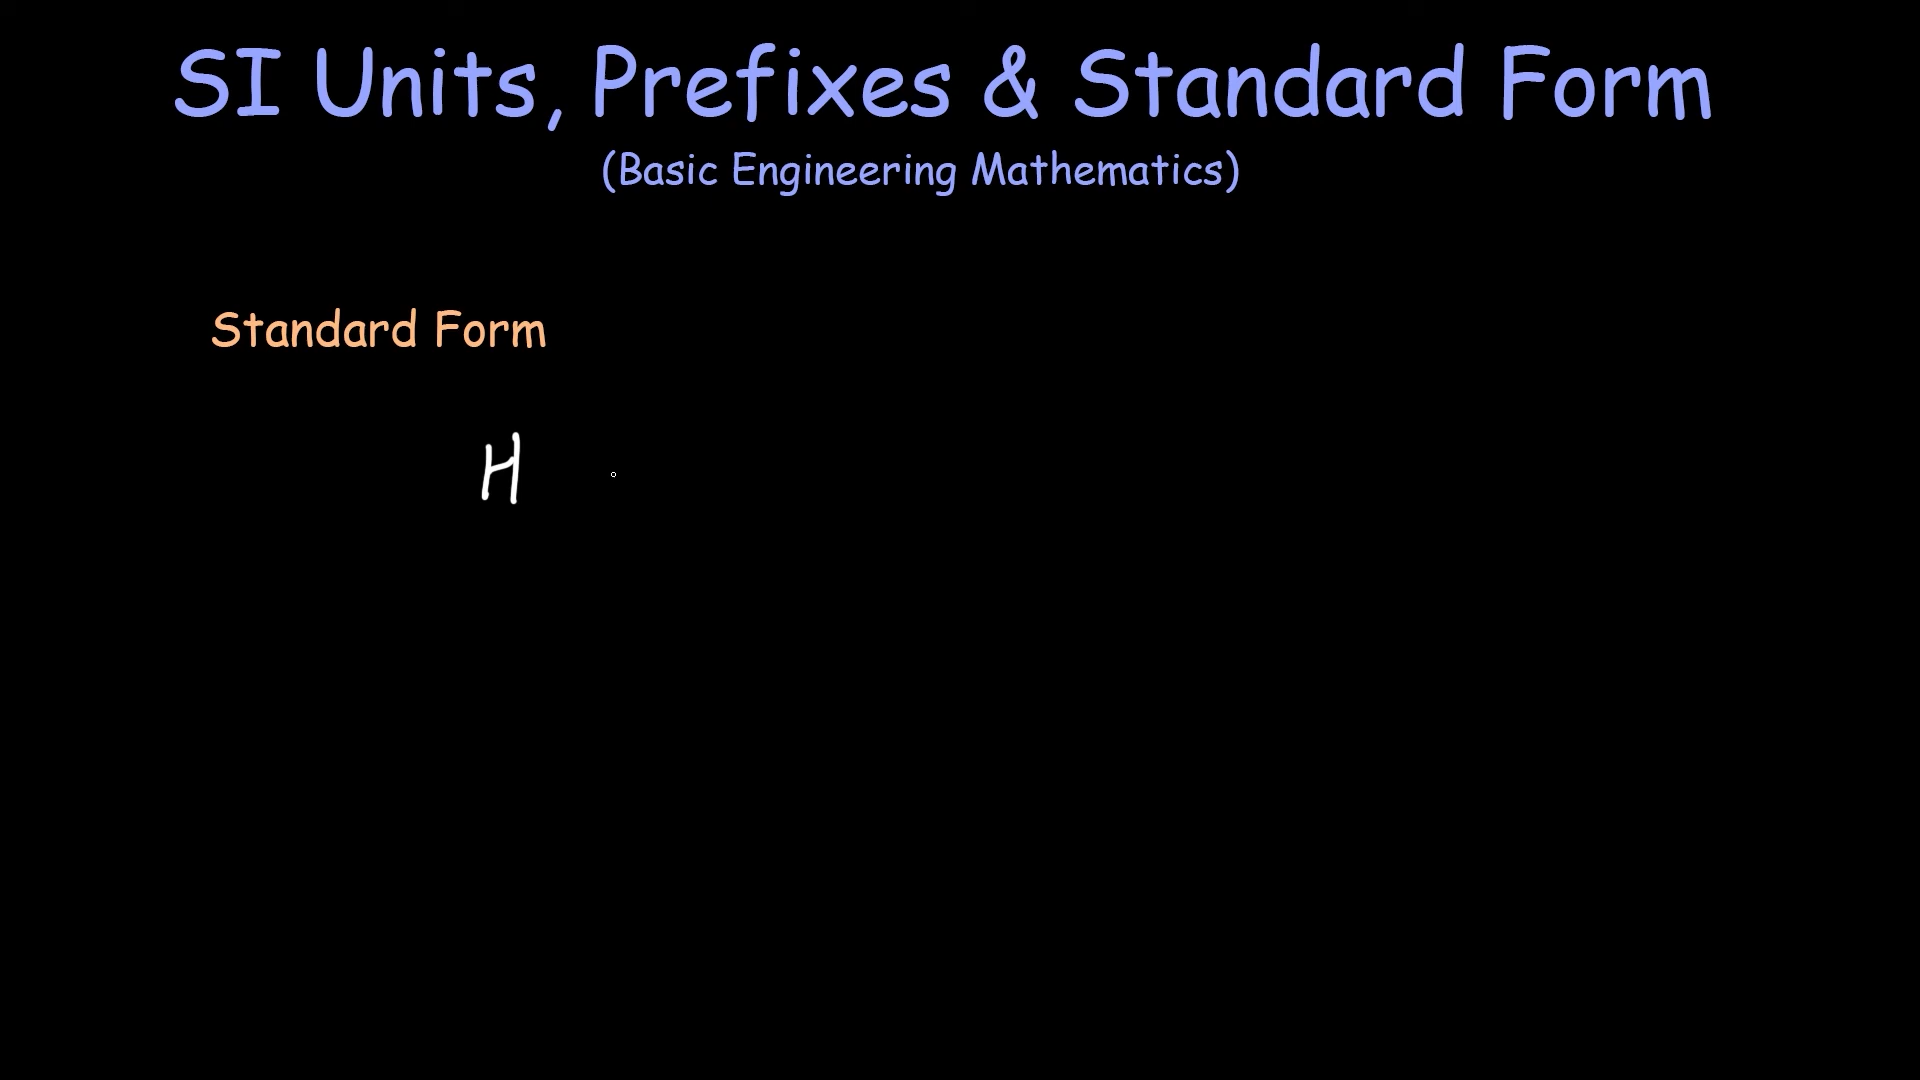 SI Units, Prefixes & Standard Form
(Basic Engineering Mathematics)
Standard Form
H